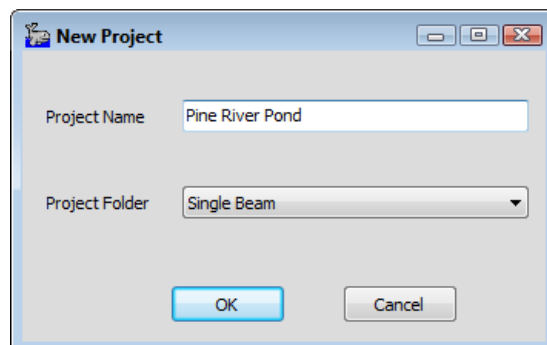 New Project
Project Name Pine River Pond
Project Folder Single Beam
OK Cancel